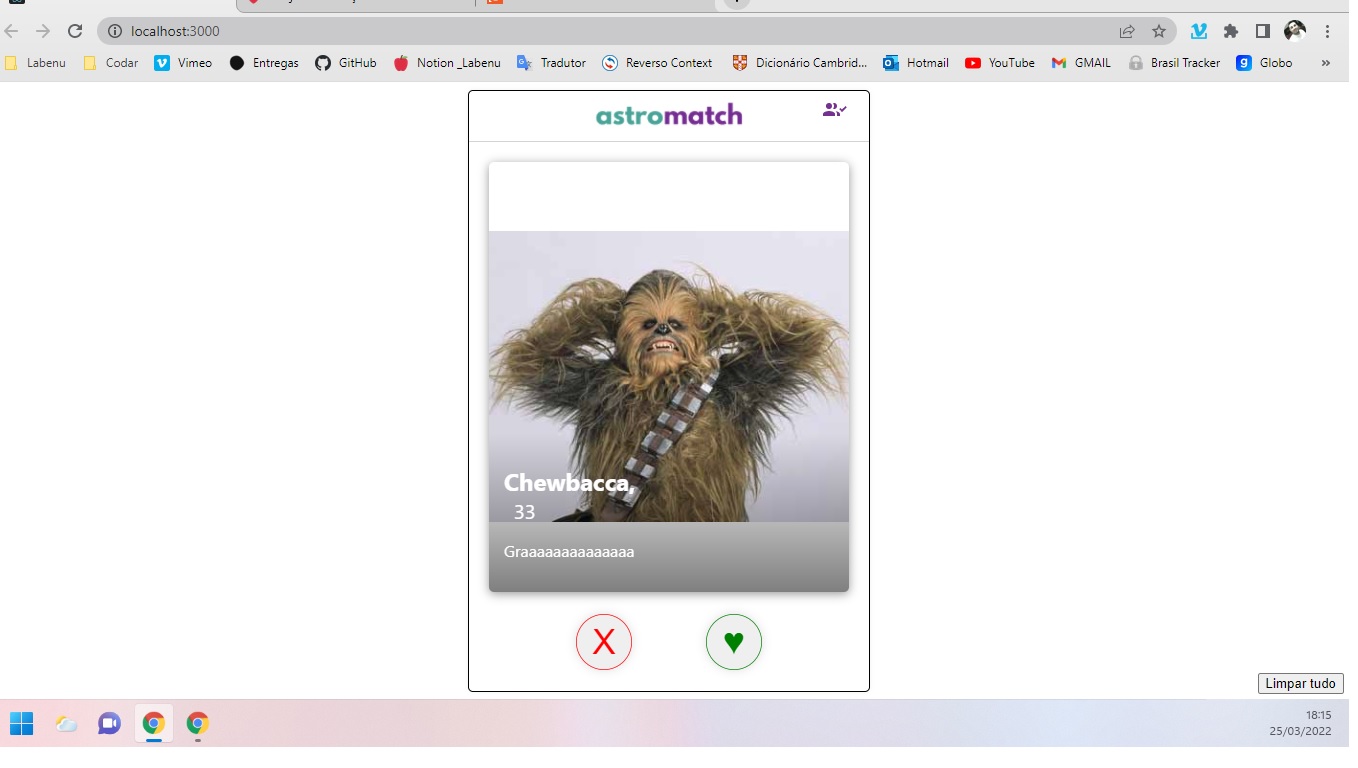 localhost:3000
Labenu Codar Vimeo Entregas GitHub Notion _Labenu Tradutor Reverso Context Dicionário Cambrid... Hotmail YouTube GMAIL Brasil Tracker Globo »
astromatch
Chewbacca,
33
Graaaaaaaaaaaaaa
X
Limpar tudo
18:15
25/03/2022